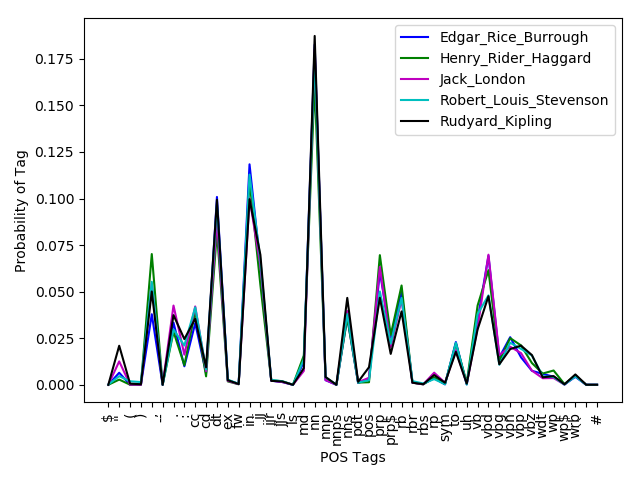 0.175
0.150
0.125
0.100
0.075
0.050
0.025
0.000
Probability of Tag
Edgar_Rice_Burrough
Henry_Rider_Haggard
Jack_London
Robert_Louis_Stevenson
Rudyard_Kipling
$ ( ) : cc cd dt ex fw in jj jjr jjs ls md nn nnp nnps nns pdt pos prp prp$ rb rbr rbs rp sym to uh vb vbd vbg vbn vbp vbz wdt wp wp$ wrb #
POS Tags